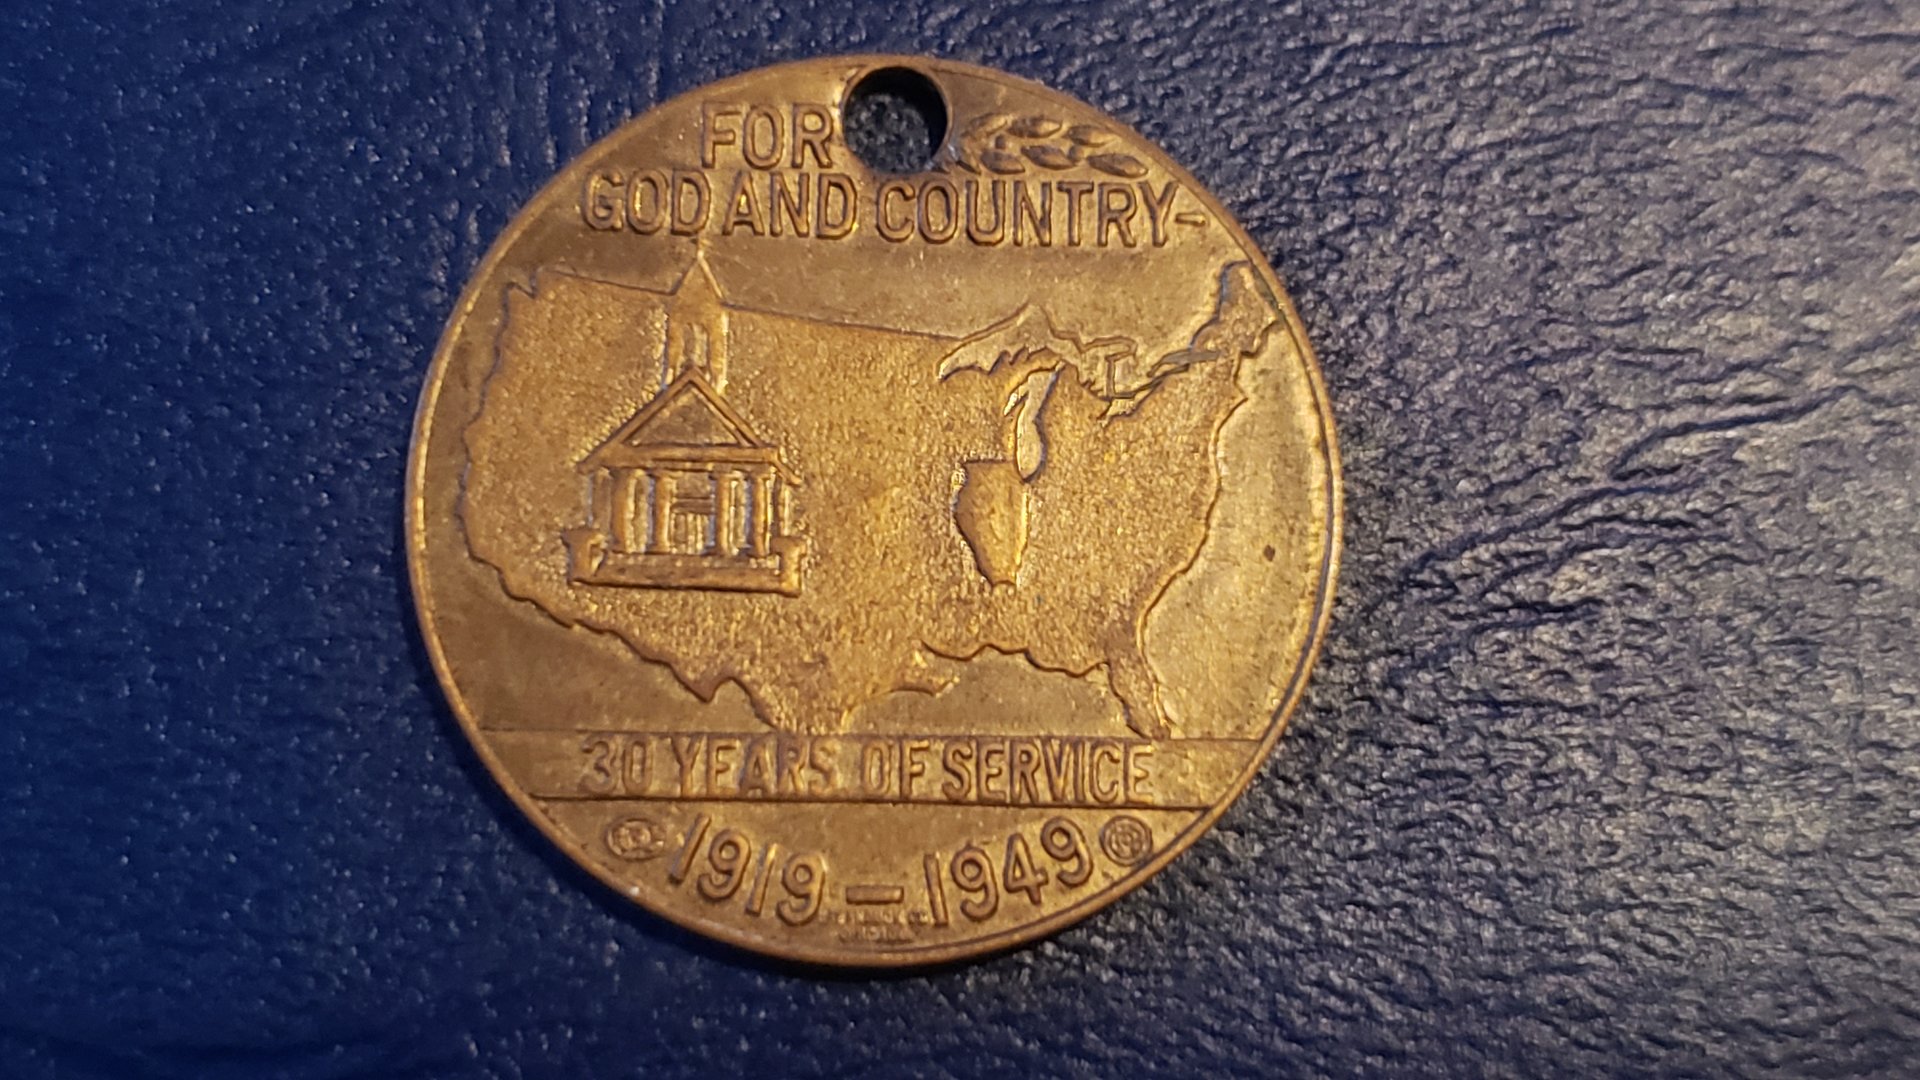 FOR
GOD AND COUNTRY-
30 YEARS OF SERVICE
1919-1949